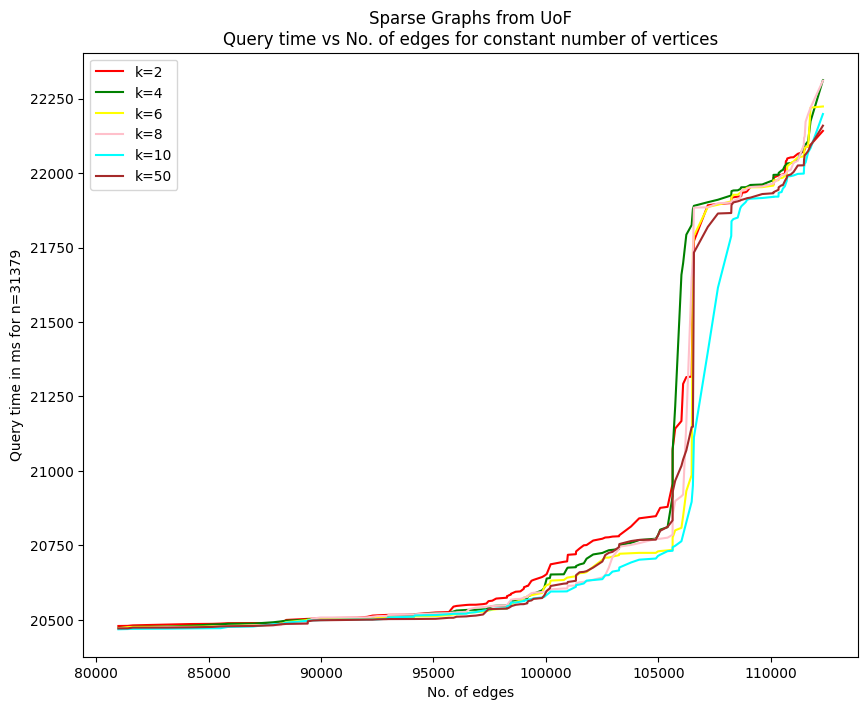 Sparse Graphs from UoF
Query time vs No. of edges for constant number of vertices
k=2
k=4
k=6
k=8
k=10
k=50
Query time in ms for n=31379
22250
22000
21750
21500
21250
21000
20750
20500
80000 85000 90000 95000 100000 105000 110000
No. of edges